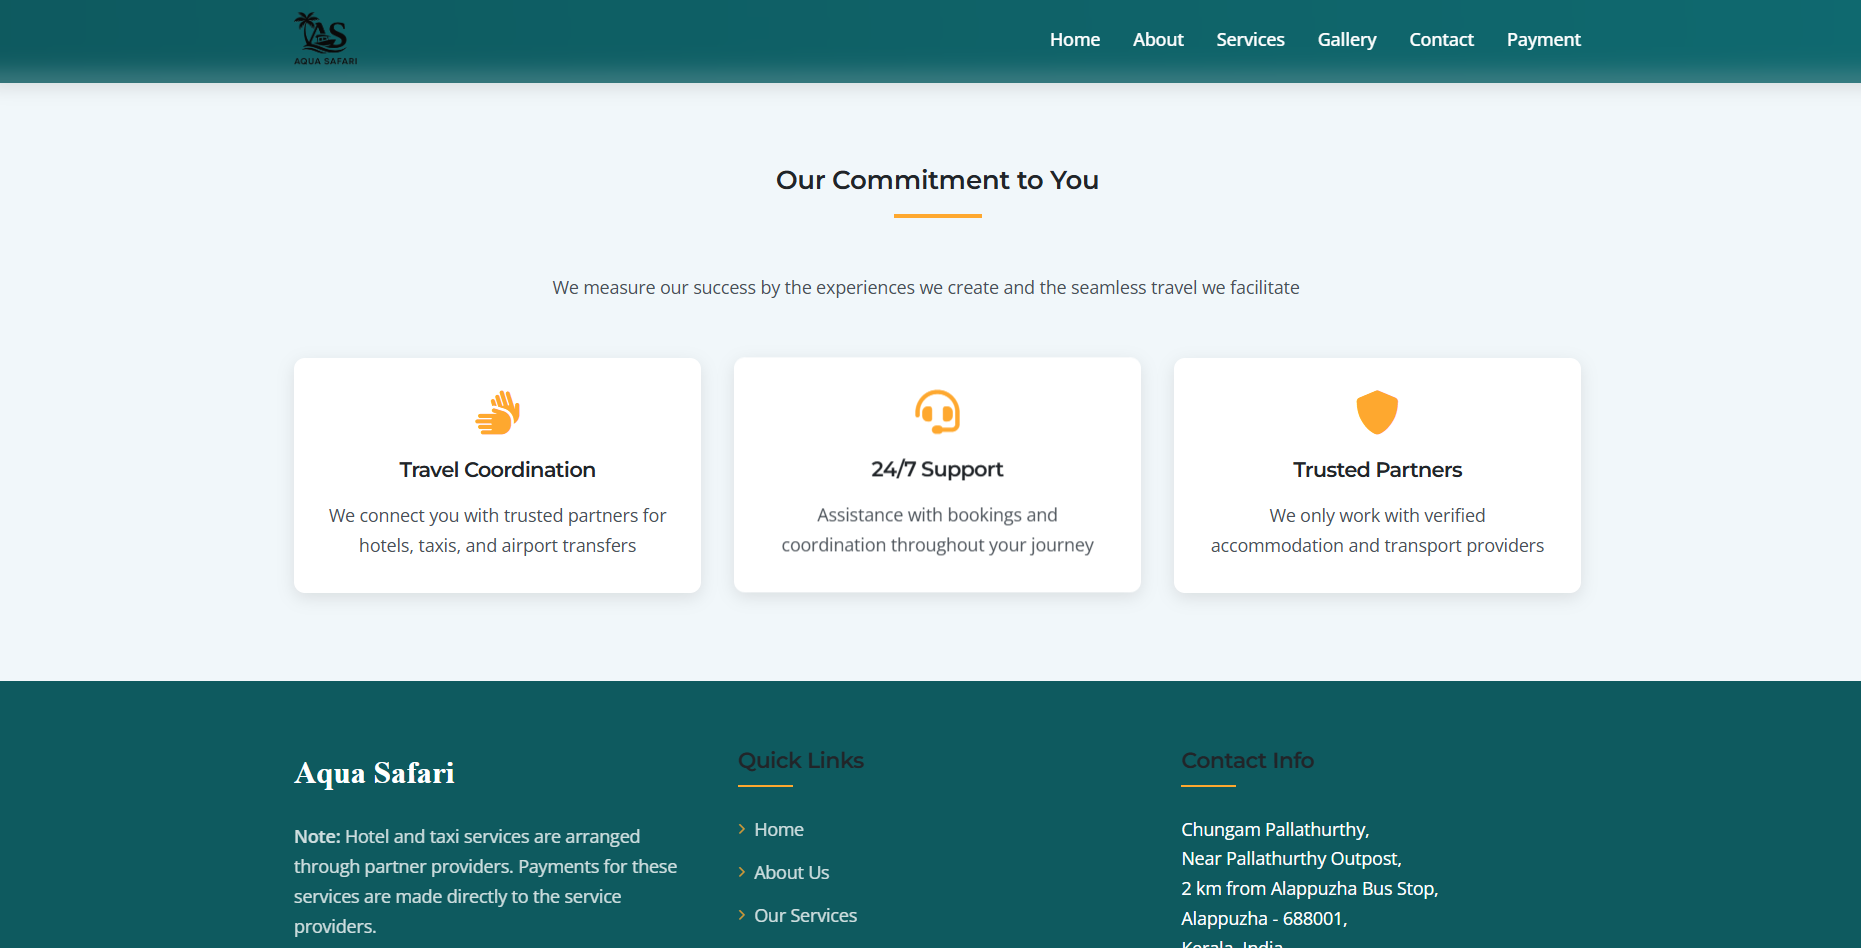 AS
AQUA SAFARI
Home About Services Gallery Contact Payment
Our Commitment to You
We measure our success by the experiences we create and the seamless travel we facilitate
Travel Coordination
We connect you with trusted partners for
hotels, taxis, and airport transfers
24/7 Support
Assistance with bookings and
coordination throughout your journey
Trusted Partners
We only work with verified
accommodation and transport providers
Aqua Safari
Note: Hotel and taxi services are arranged
through partner providers. Payments for these
services are made directly to the service
providers.
Quick Links
Home
About Us
Our Services
Contact Info
Chungam Pallathurthy,
Near Pallathurthy Outpost,
2 km from Alappuzha Bus Stop,
Alappuzha - 688001,
Kerala, India